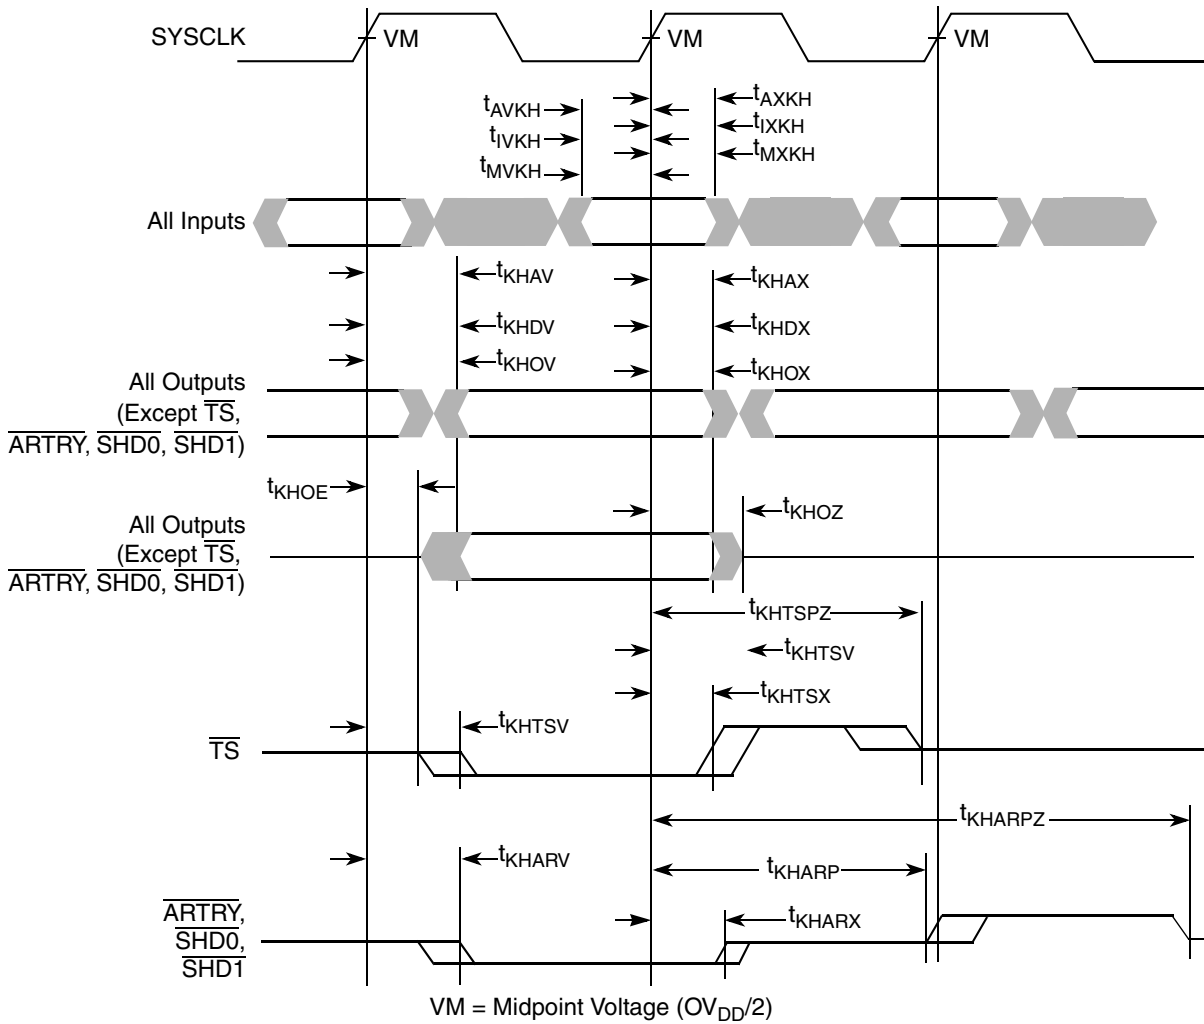 SYSCLK
VM
VM
VM
tAVKH
tAXKH
tIVKH
tIXKH
tMVKH
tMXKH
All Inputs
tKHAV
tKHAX
tKHDV
tKHDX
tKHOV
tKHOX
All Outputs
(Except TS,
ARTRY, SHD0, SHD1)
tKHOE
tKHOZ
All Outputs
(Except TS,
ARTRY, SHD0, SHD1)
tKHTSPZ
tKHTSV
tKHTSX
tKHTSV
TS
tKHARPZ
tKHARV
tKHARP
ARTRY,
SHD0,
SHD1
tKHARX
VM = Midpoint Voltage (OVDD/2)